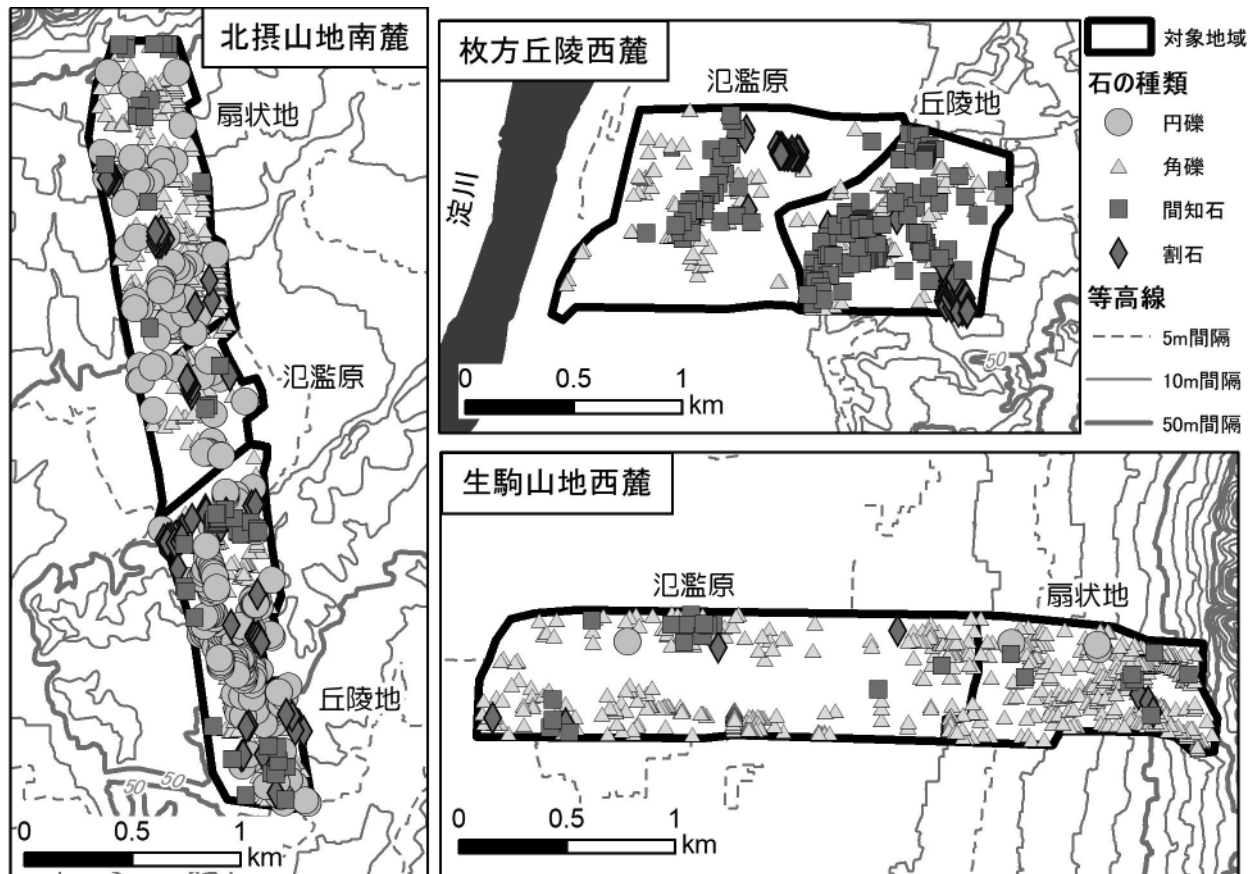 北摂山地南麓
扇状地
氾濫原
丘陵地
50
50
0 0.5 1
km
枚方丘陵西麓
氾濫原
丘陵地
淀川
50
0 0.5 1
km
対象地域
石の種類
円礫
角礫
間知石
割石
等高線
5m間隔
10m間隔
50m間隔
生駒山地西麓
氾濫原
扇状地
0 0.5 1
km